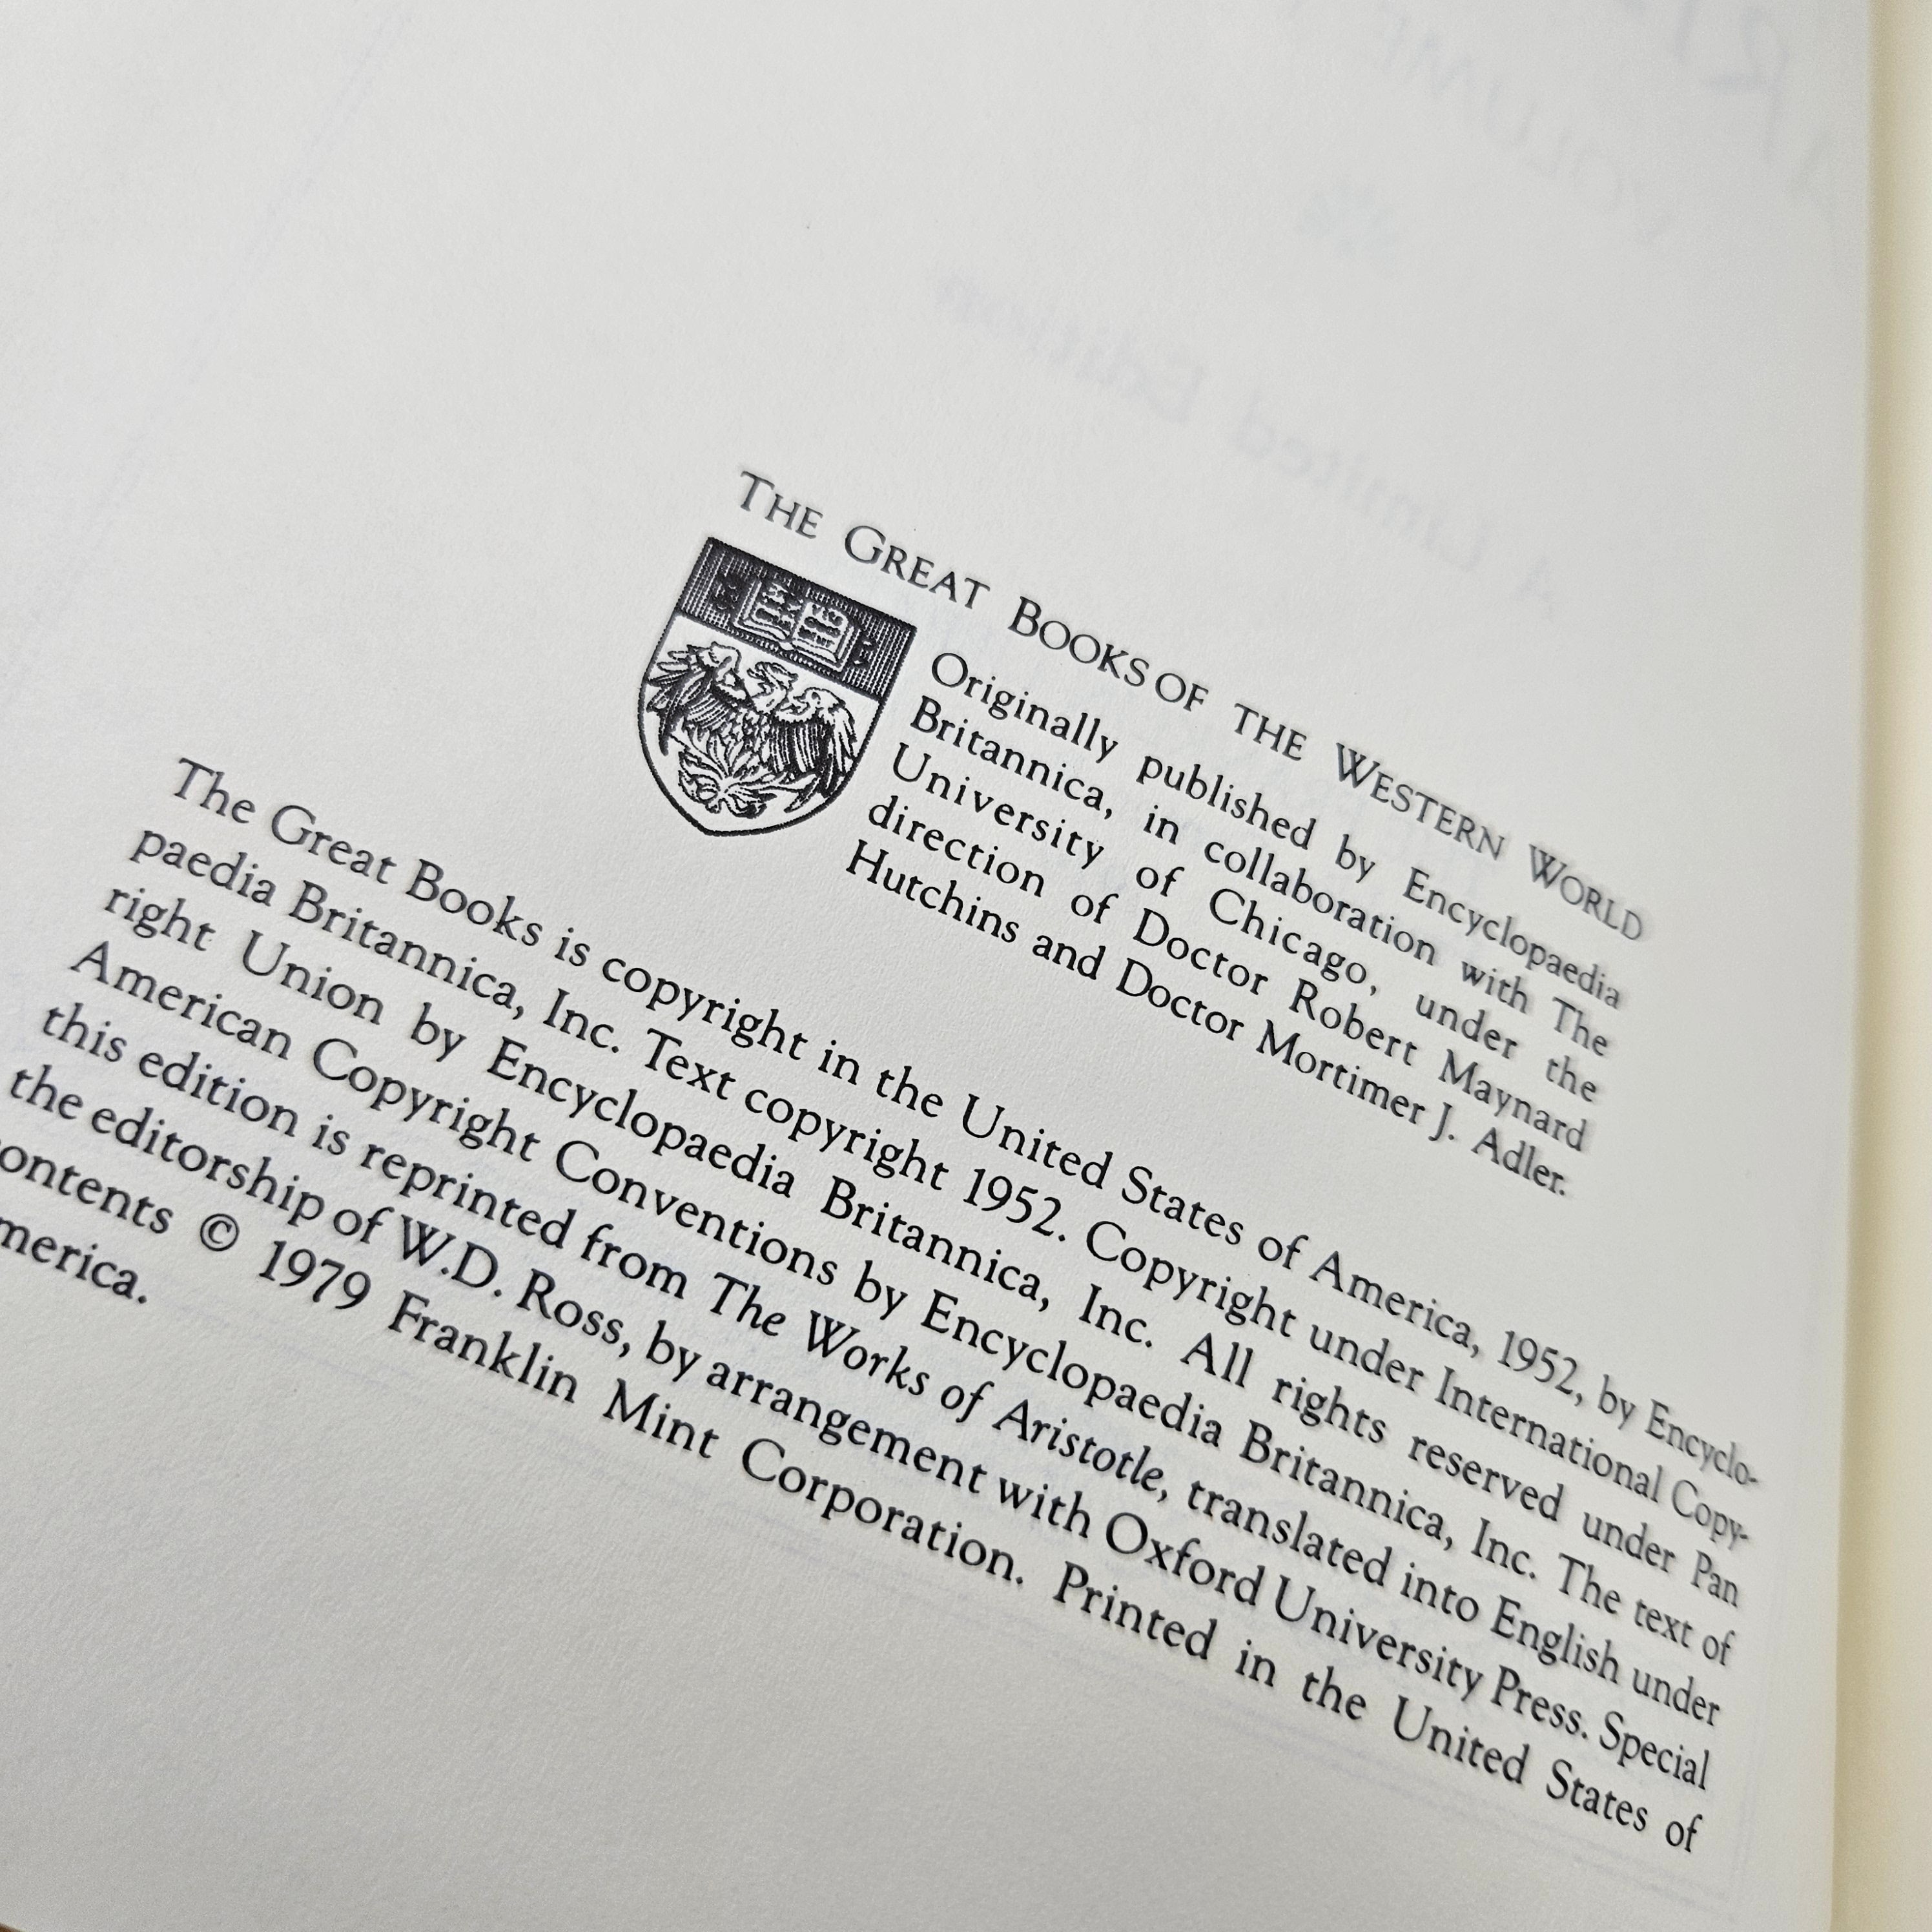 THE GREAT BOOKS OF THE WESTERN WORLD
Originally published by Encyclopaedia
Britannica, in collaboration with The
University of Chicago, under the
direction of Doctor Robert Maynard
Hutchins and Doctor Mortimer J. Adler.
The Great Books is copyright in the United States of America, 1952, by Encyclo-
paedia Britannica, Inc. Text copyright 1952. Copyright under International Copy-
right Union by Encyclopaedia Britannica, Inc. All rights reserved under Pan
American Copyright Conventions by Encyclopaedia Britannica, Inc. The text of
this edition is reprinted from The Works of Aristotle, translated into English under
the editorship of W.D. Ross, by arrangement with Oxford University Press. Special
ontents © 1979 Franklin Mint Corporation. Printed in the United States of
merica.
A Limited Edition